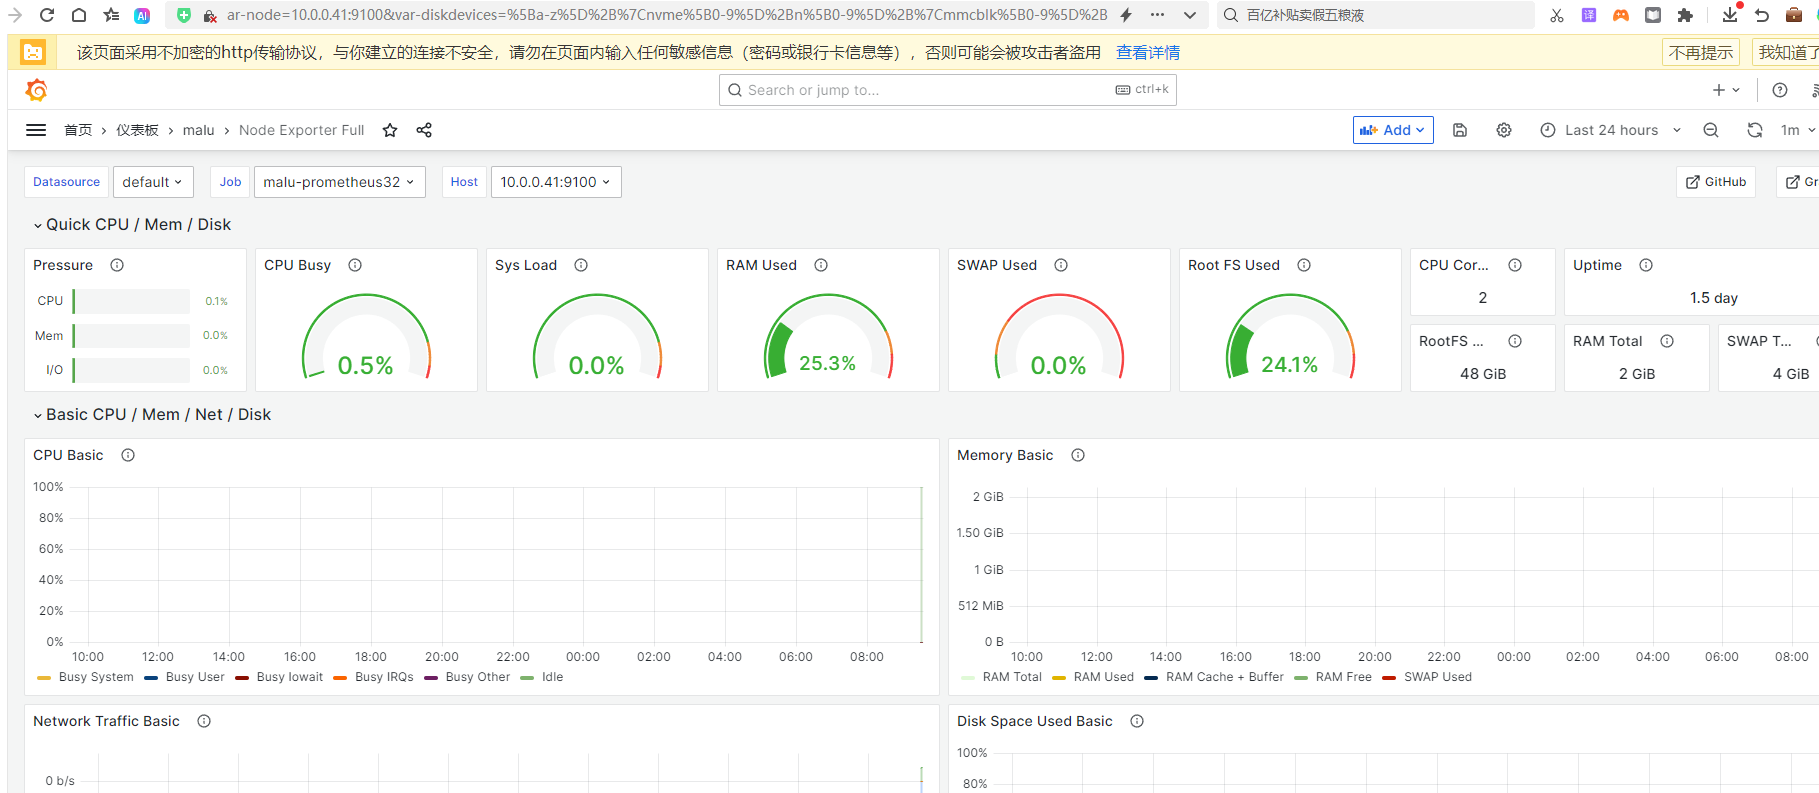 ar-node=10.0.0.41:9100&var-diskdevices=%5Ba-z%5D%2B%7Cnvme%5B0-9%5D%2Bn%5B0-9%5D%2B%7Cmmcblk%5B0-9%5D%2B
百亿补贴卖假五粮液
该页面采用不加密的http传输协议，与你建立的连接不安全，请勿在页面内输入任何敏感信息（密码或银行卡信息等），否则可能会被攻击者盗用 查看详情 不再提示 我知道了
Search or jump to... ctrl+k
首页 › 仪表板 › malu › Node Exporter Full Add Last 24 hours 1m
Datasource default Job malu-prometheus32 Host 10.0.0.41:9100 GitHub Gr
Quick CPU / Mem / Disk
Pressure CPU Busy Sys Load RAM Used SWAP Used Root FS Used CPU Cor... Uptime
CPU 0.1% 2 1.5 day
Mem 0.0% RootFS ... RAM Total SWAP T...
I/O 0.0% 0.5% 0.0% 25.3% 0.0% 24.1% 48 GiB 2 GiB 4 GiB
Basic CPU / Mem / Net / Disk
CPU Basic
100%
80%
60%
40%
20%
0%
10:00 12:00 14:00 16:00 18:00 20:00 22:00 00:00 02:00 04:00 06:00 08:00
Busy System Busy User Busy Iowait Busy IRQs Busy Other Idle
Memory Basic
2 GiB
1.50 GiB
1 GiB
512 MiB
0 B
10:00 12:00 14:00 16:00 18:00 20:00 22:00 00:00 02:00 04:00 06:00 08:00
RAM Total RAM Used RAM Cache + Buffer RAM Free SWAP Used
Network Traffic Basic
0 b/s
Disk Space Used Basic
100%
80%